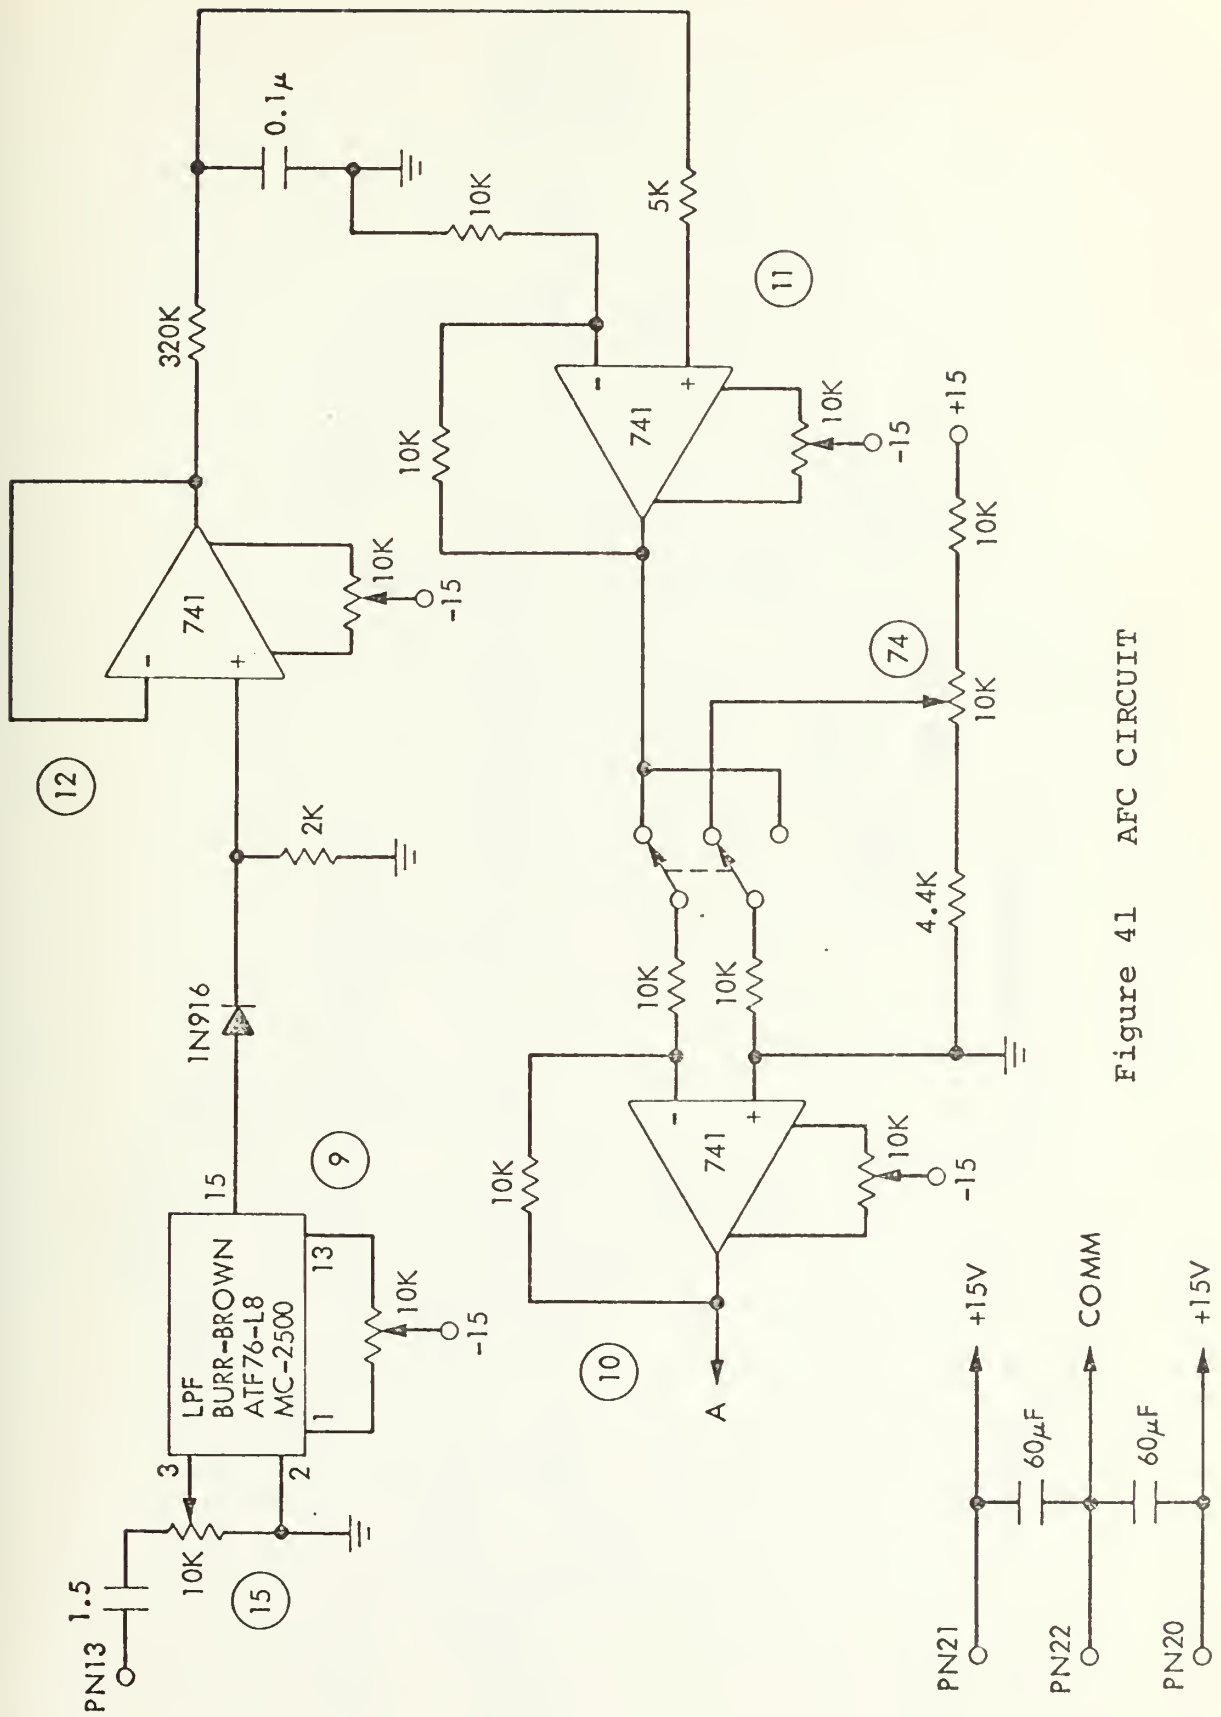 PN13
1.5
10K
15
3
2
LPF
BURR-BROWN
ATF76-L8
MC-2500
15
1
13
10K
-15
9
1N916
2K
12
-
+
741
10K
-15
320K
0.1μ
10K
5K
11
-
+
741
10K
10K
-15
+15
10K
74
10K
4.4K
10K
10K
-
+
741
10K
10K
-15
10
A
PN21
+15V
60μF
PN22
COMM
60μF
PN20
+15V
Figure 41 AFC CIRCUIT